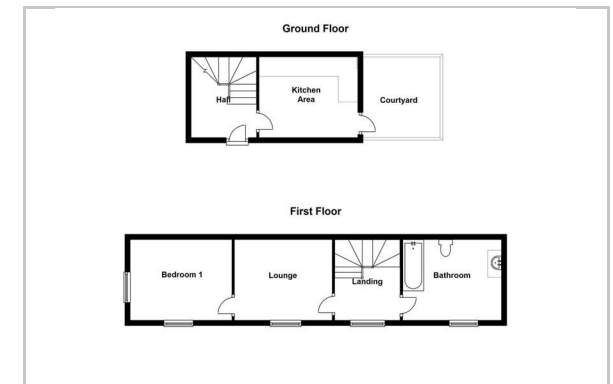 Ground Floor
Hall
Kitchen
Area
Courtyard
First Floor
Bedroom 1
Lounge
Landing
Bathroom